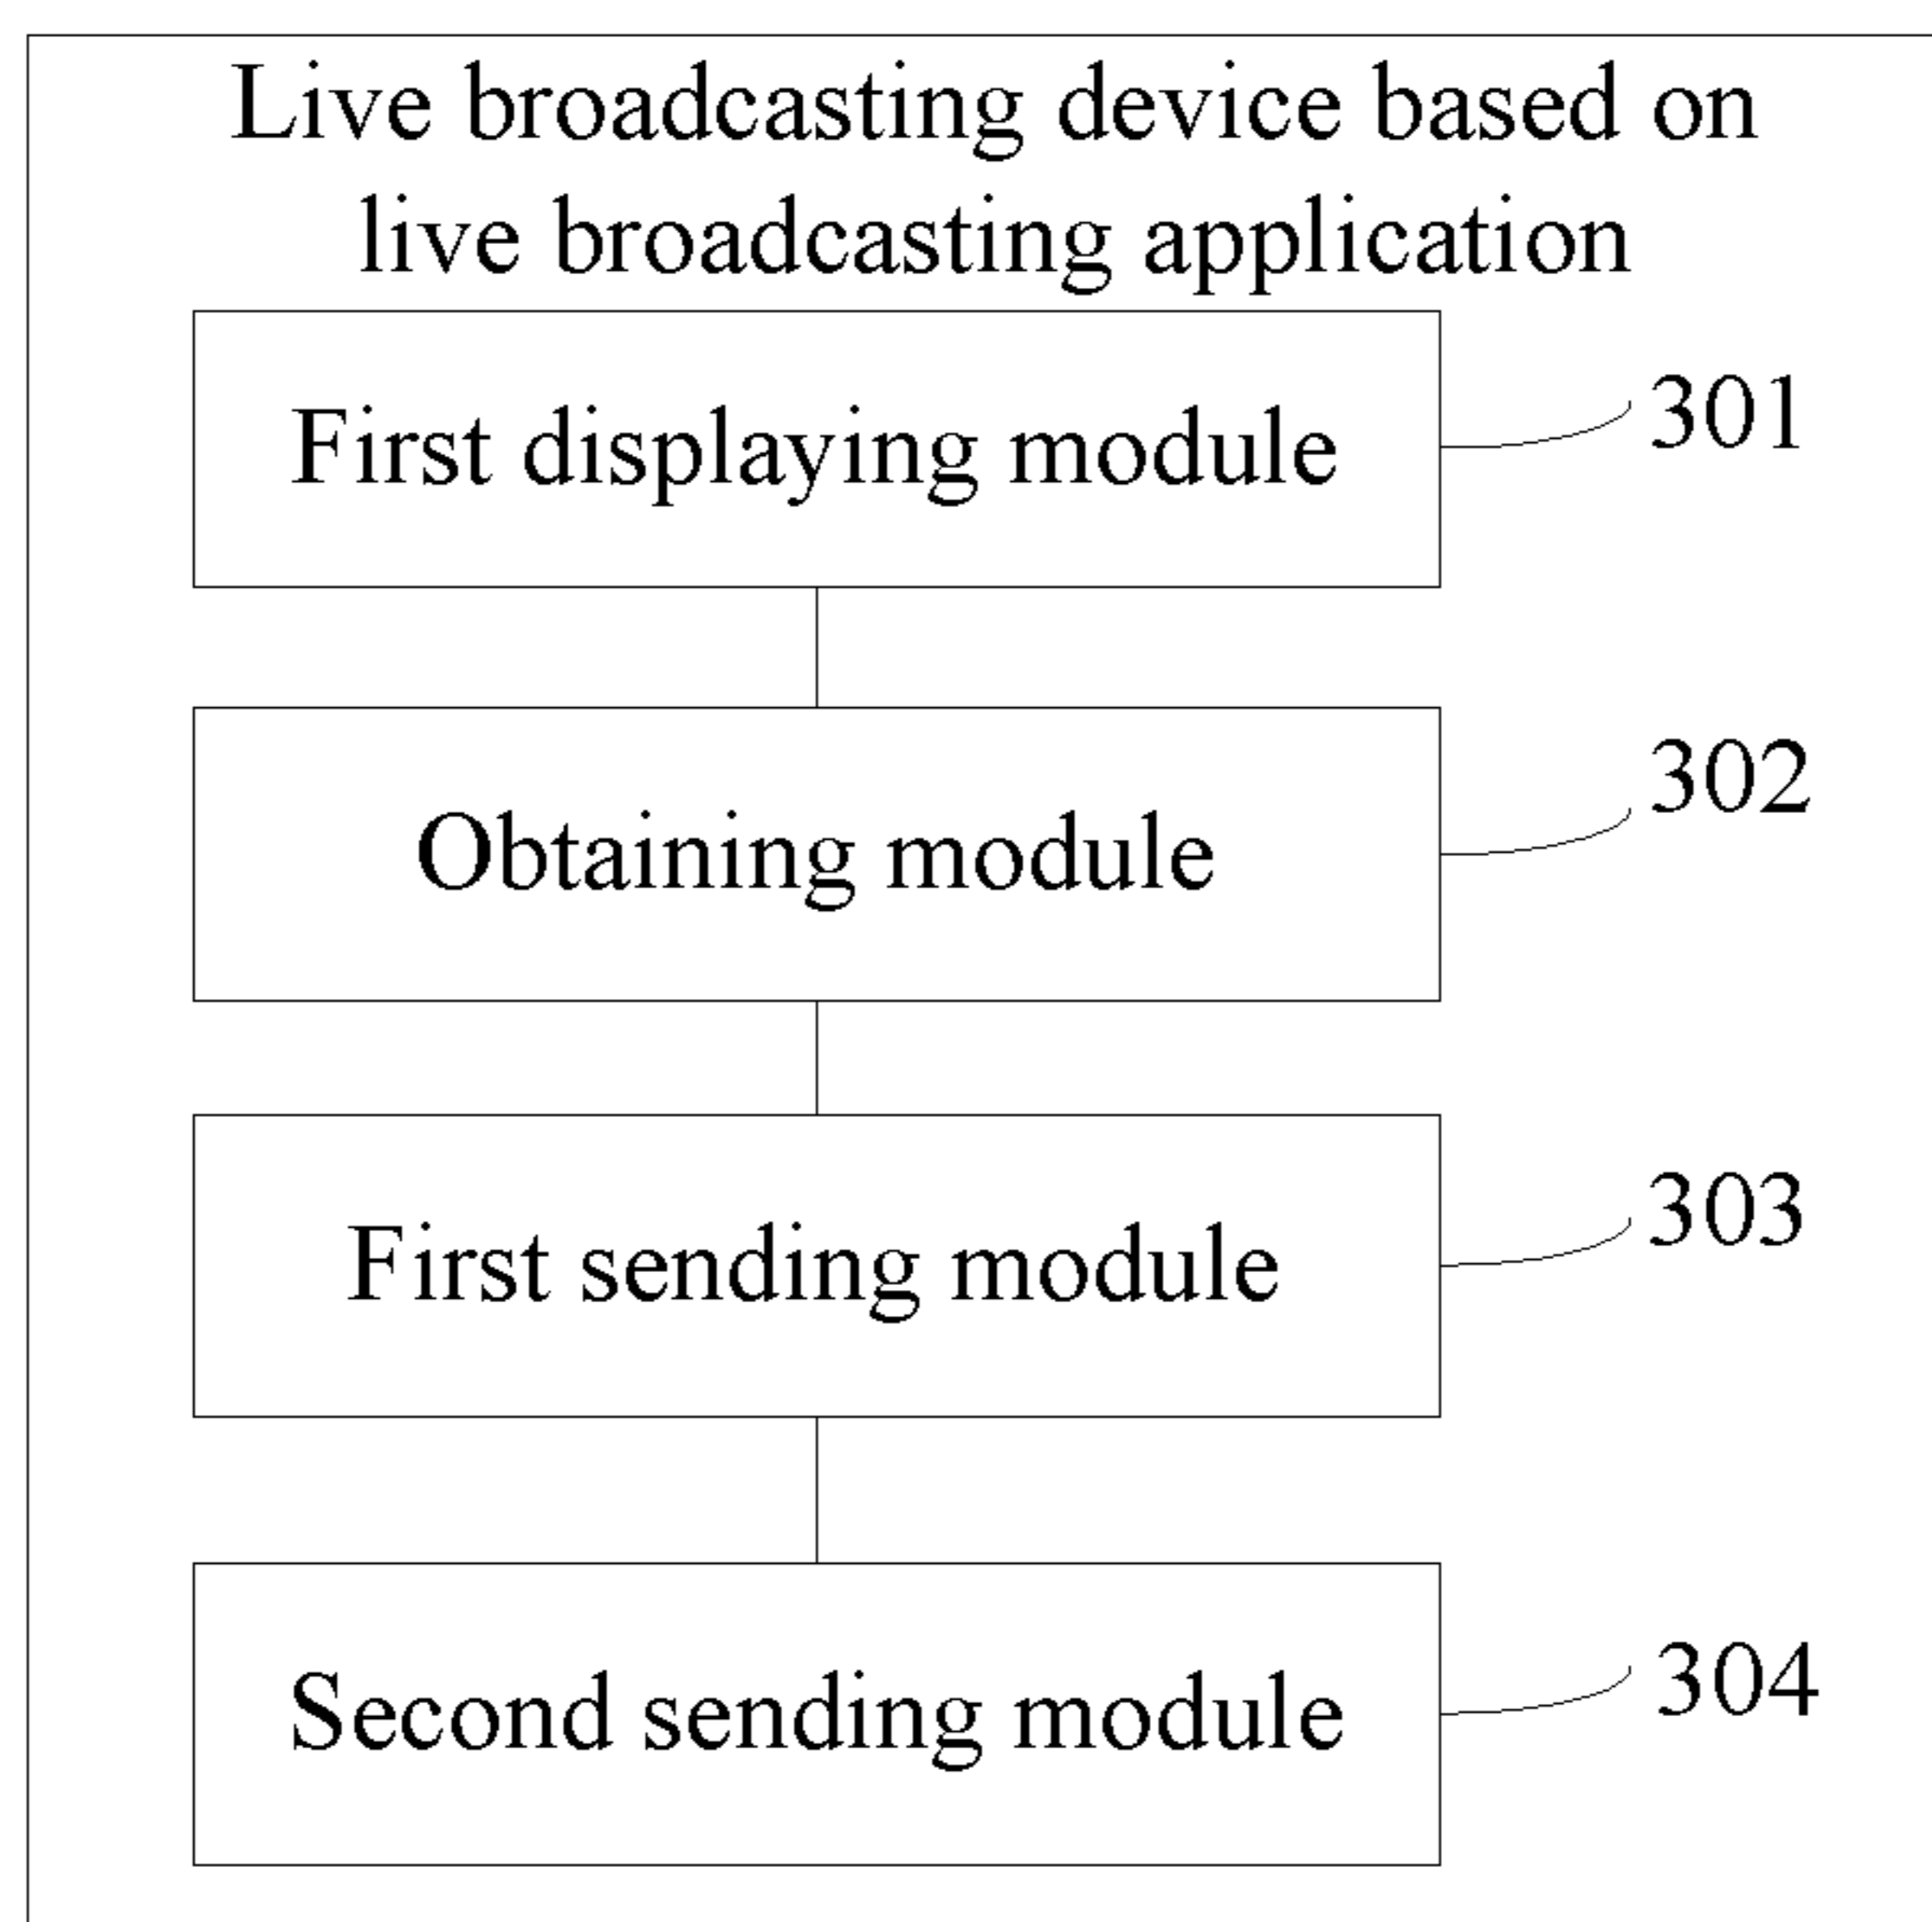 Live broadcasting device based on
live broadcasting application
First displaying module
301
Obtaining module
302
First sending module
303
Second sending module
304